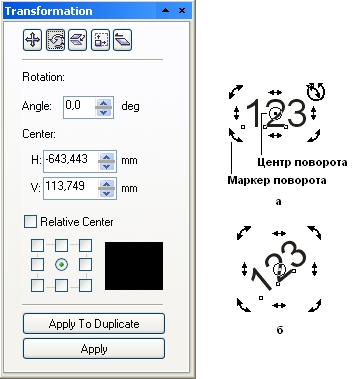 Transformation
Rotation:
Angle: 0,0 deg
Center:
H: -643,443 mm
V: 113,749 mm
Relative Center
Apply To Duplicate
Apply
123
Центр поворота
Маркер поворота
а
123
б